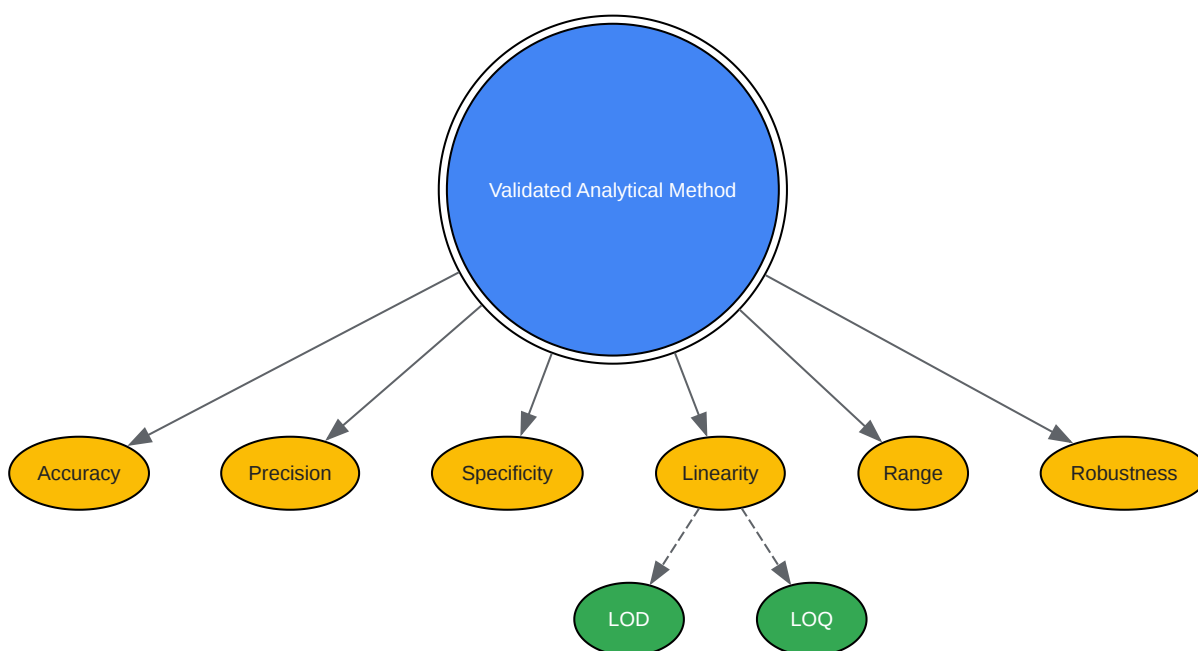 Validated Analytical Method
Accuracy
Precision
Specificity
Linearity
Range
Robustness
LOD
LOQ